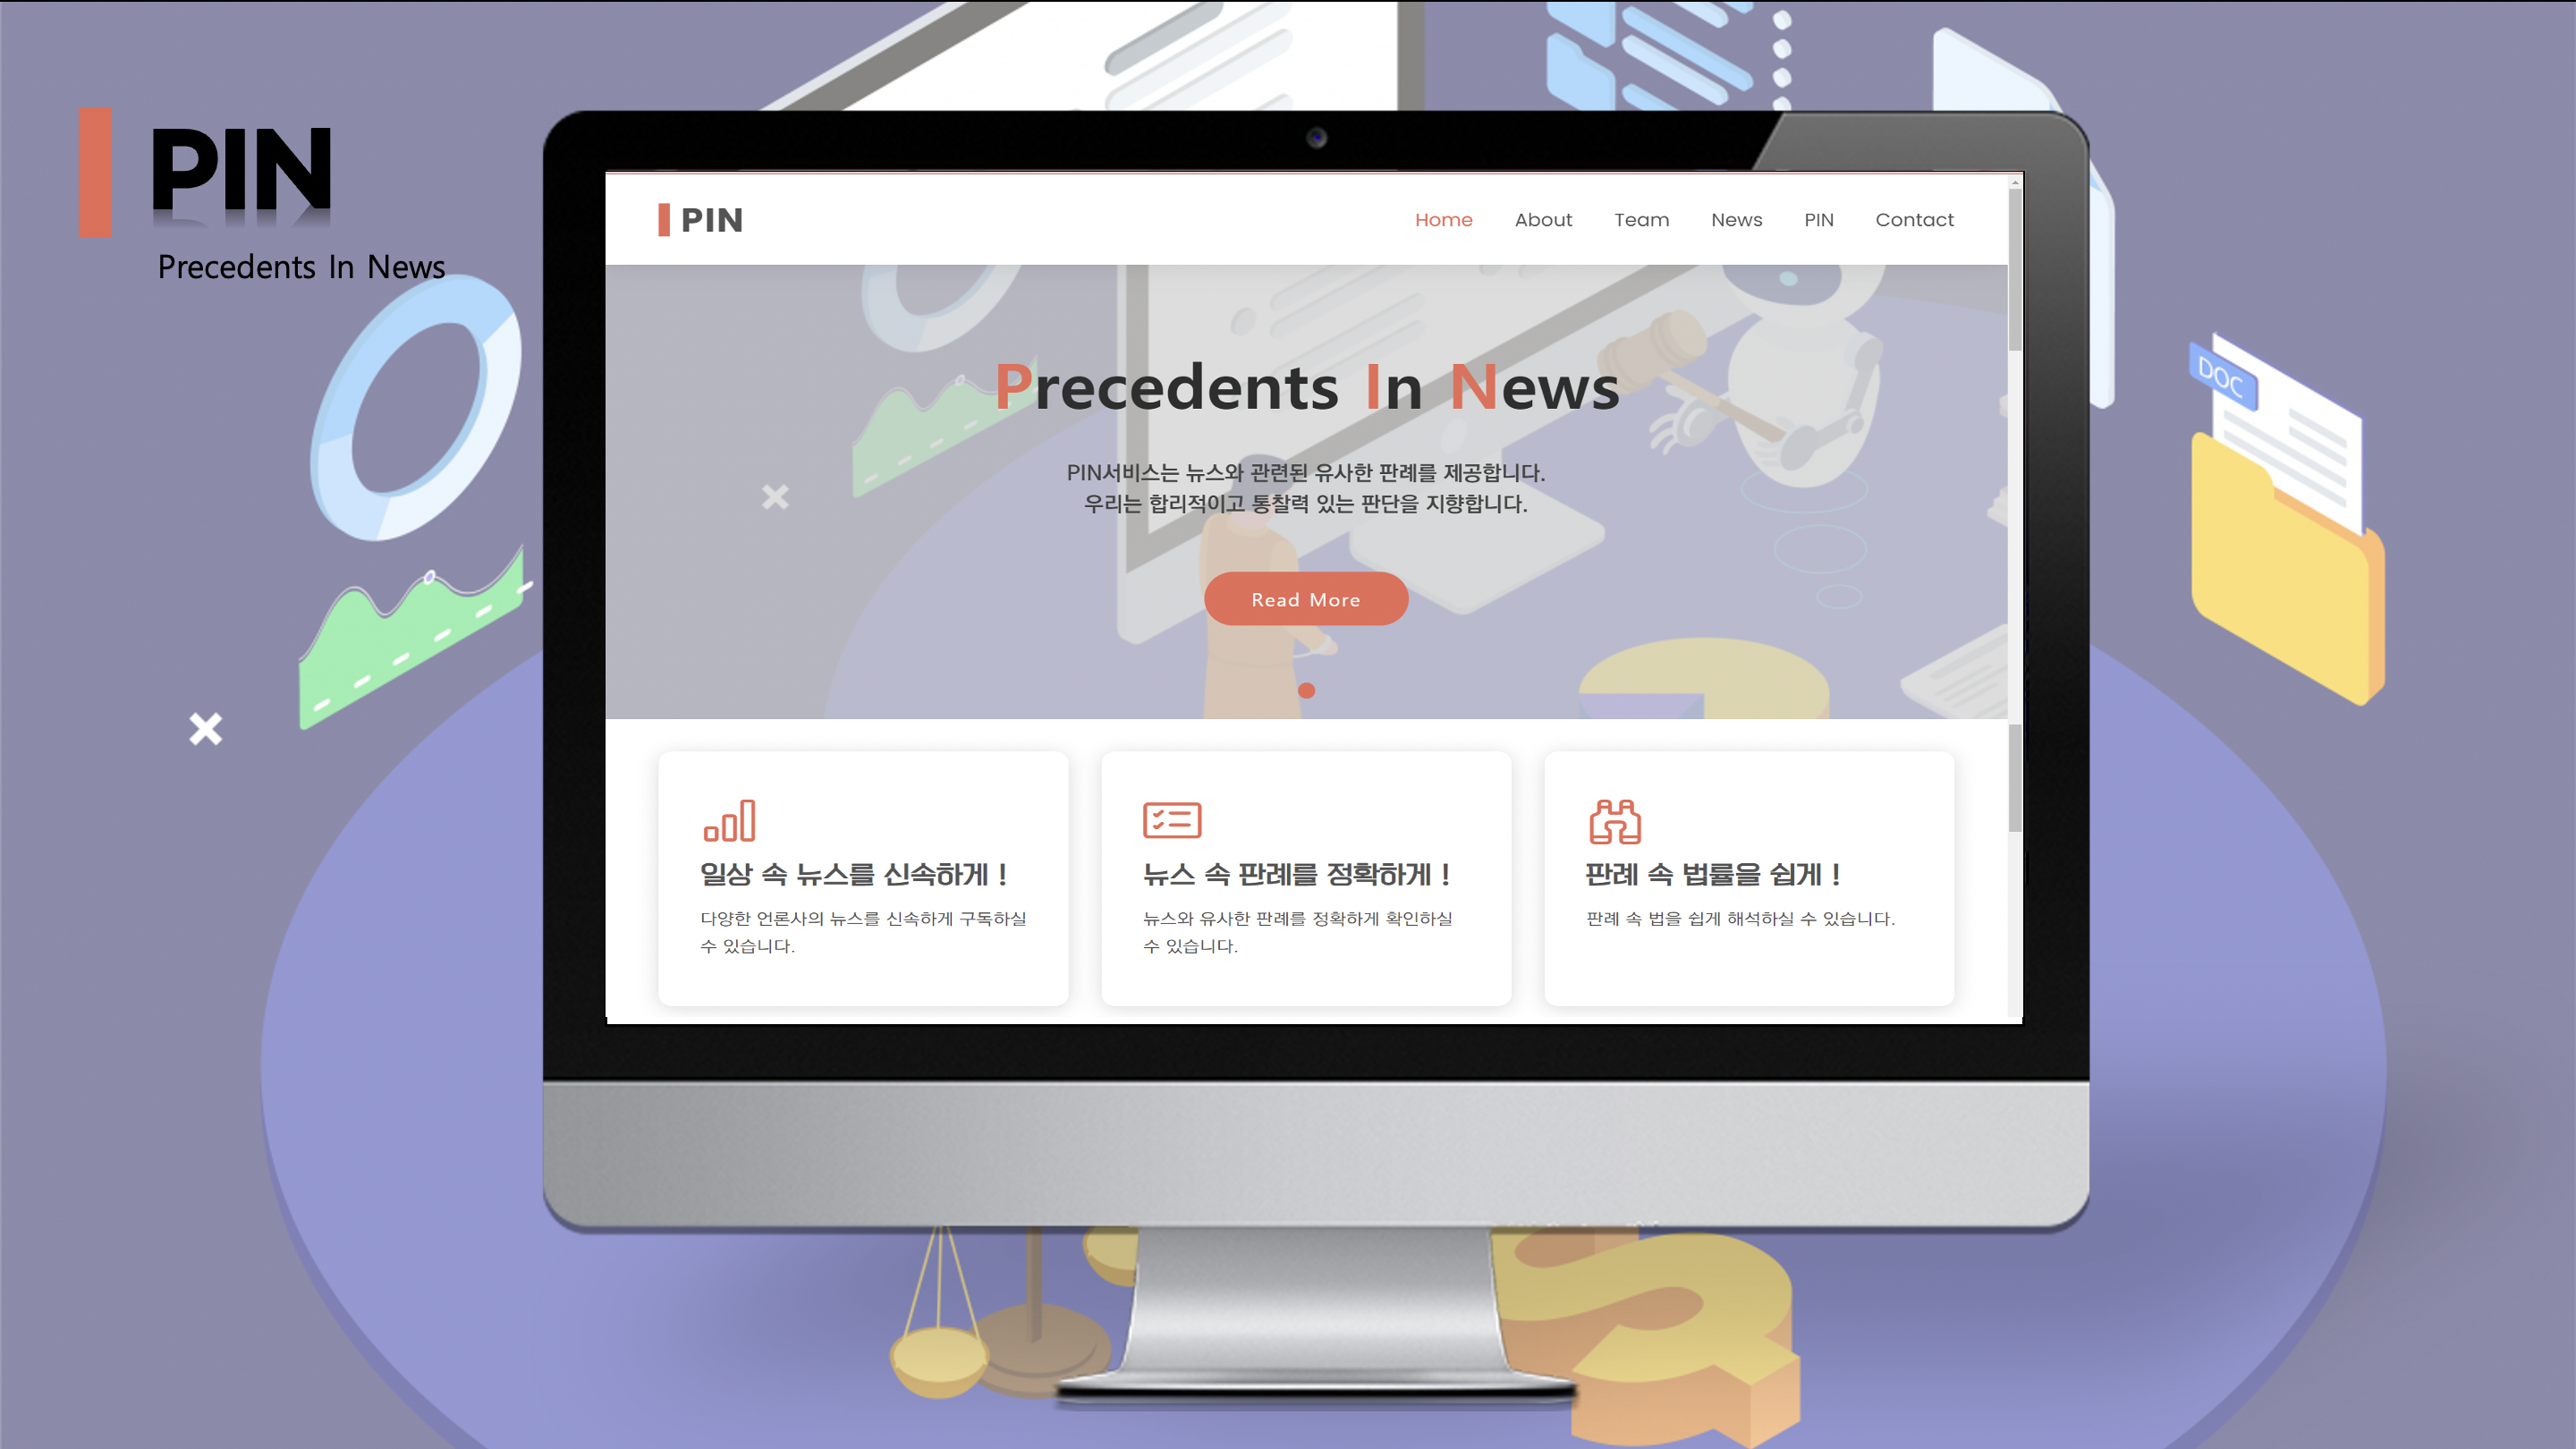 PIN
Precedents In News
PIN
Home About Team News PIN Contact
Precedents In News
PIN서비스는 뉴스와 관련된 유사한 판례를 제공합니다.
우리는 합리적이고 통찰력 있는 판단을 지향합니다.
Read More
일상 속 뉴스를 신속하게 !
다양한 언론사의 뉴스를 신속하게 구독하실
수 있습니다.
뉴스 속 판례를 정확하게 !
뉴스와 유사한 판례를 정확하게 확인하실
수 있습니다.
판례 속 법률을 쉽게 !
판례 속 법을 쉽게 해석하실 수 있습니다.
DOC